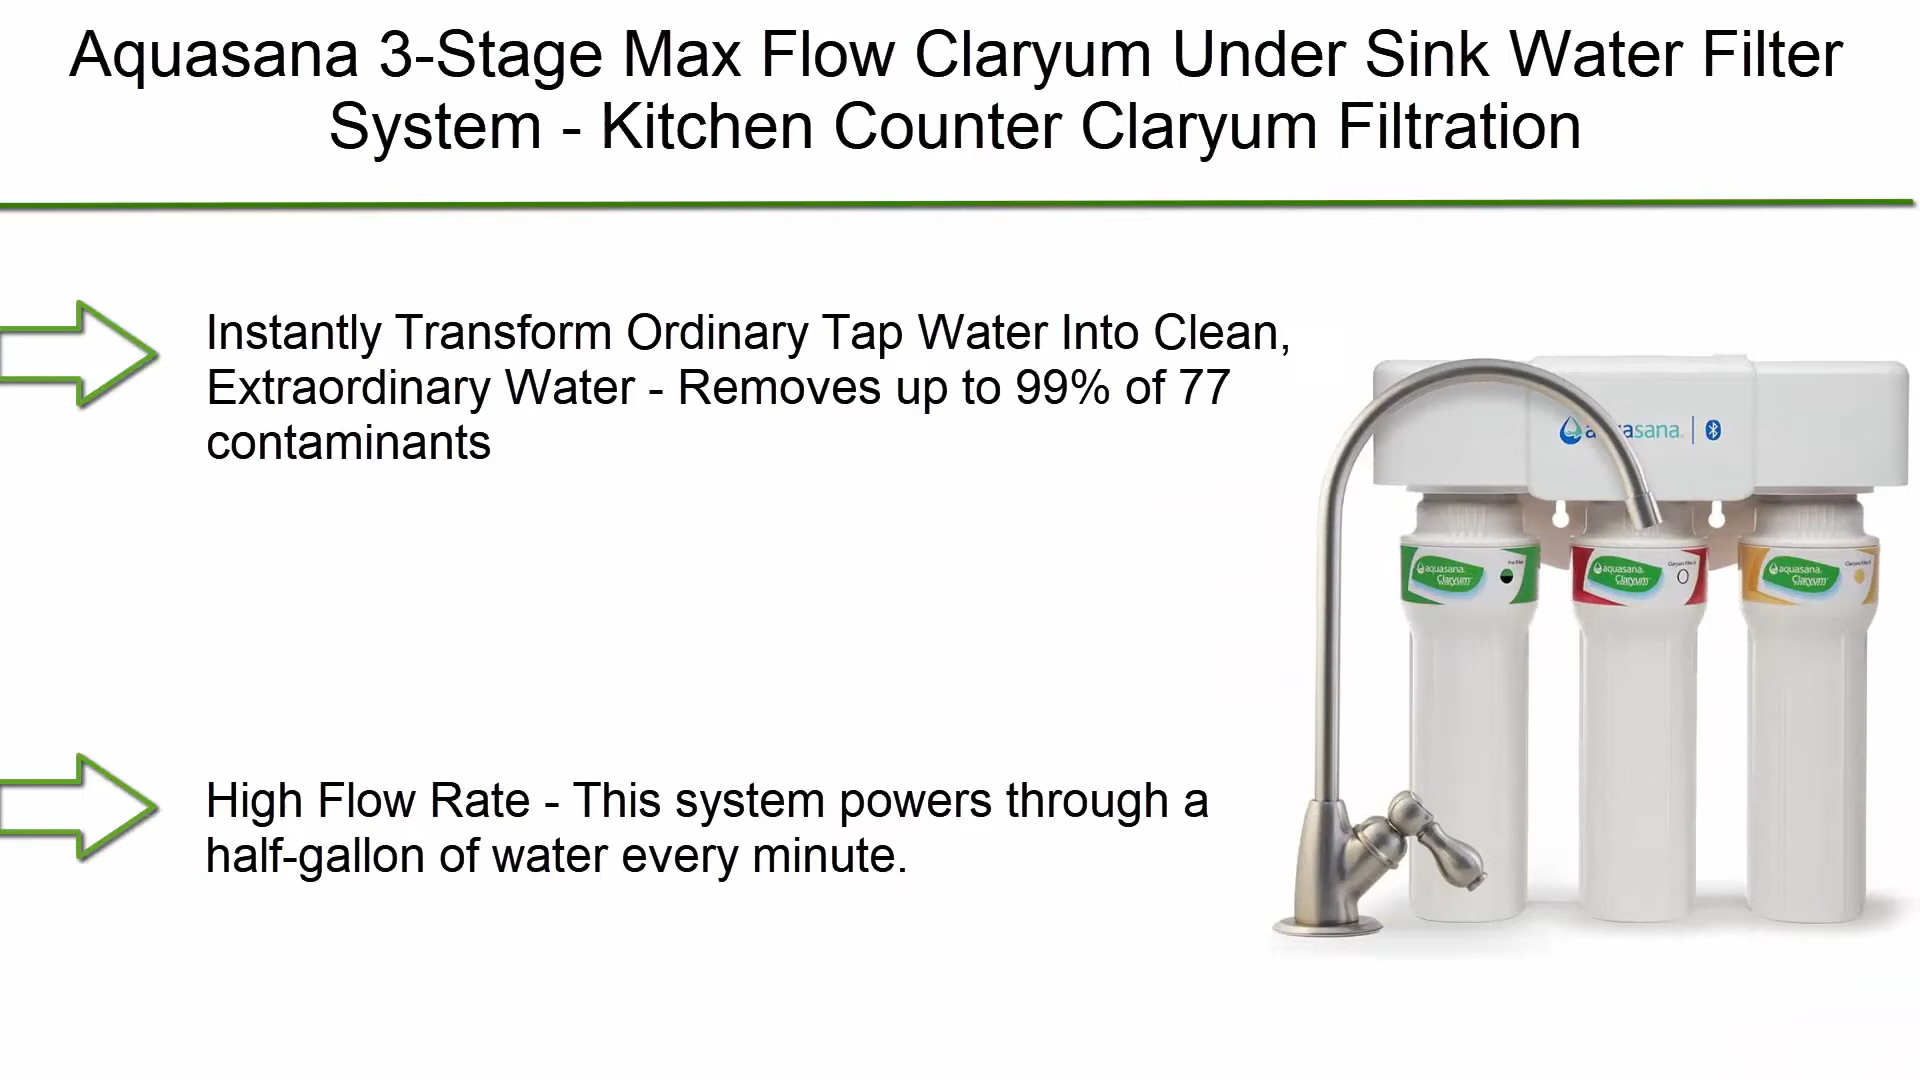 Aquasana 3-Stage Max Flow Claryum Under Sink Water Filter
System - Kitchen Counter Claryum Filtration
Instantly Transform Ordinary Tap Water Into Clean,
Extraordinary Water - Removes up to 99% of 77
contaminants
High Flow Rate - This system powers through a
half-gallon of water every minute.
aquasana
aquasana Claryum
aquasana Claryum
aquasana Claryum